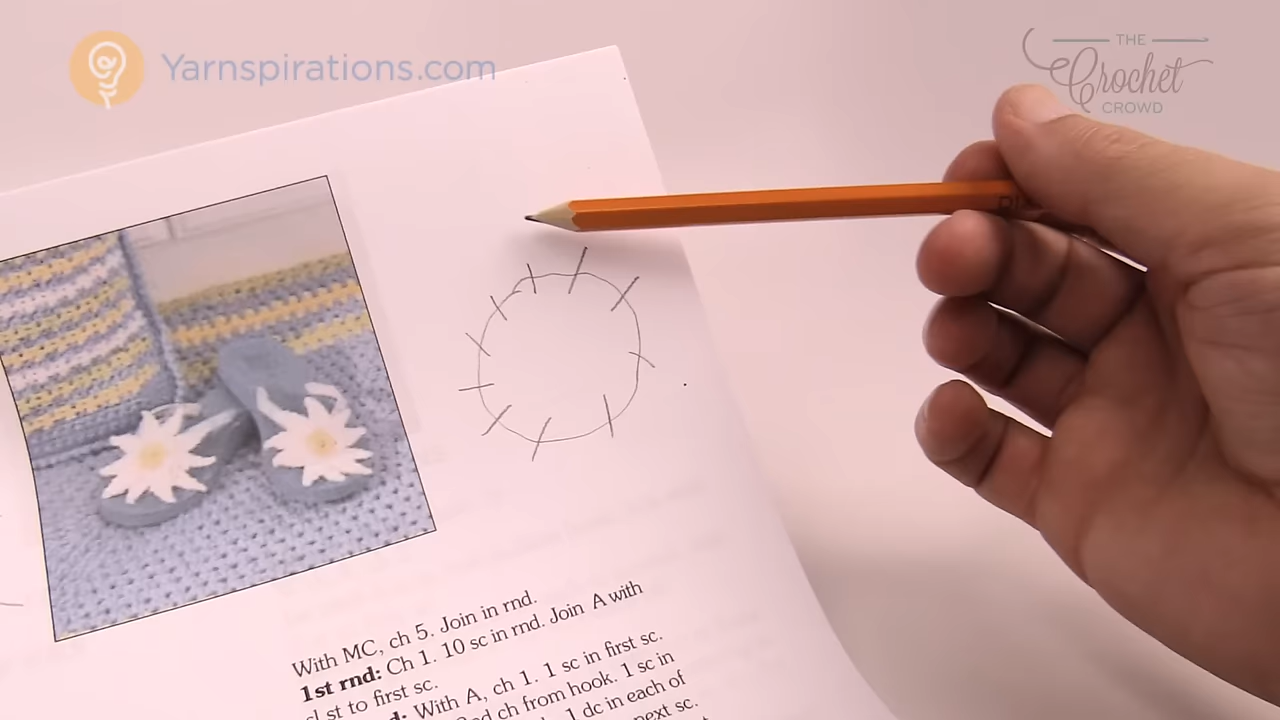 Yarnspirations.com
THE
Crochet
CROWD
With MC, ch 5. Join in rnd.
1st rnd: Ch 1. 10 sc in rnd. Join A with
sl st to first sc.
With A, ch 1. 1 sc in first sc.
ch from hook. 1 sc in
1 dc in each of
next sc.